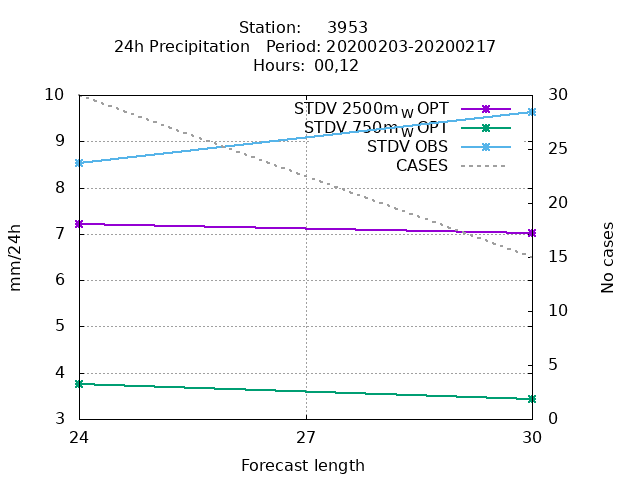 Station: 3953
24h Precipitation Period: 20200203-20200217
Hours: 00,12
10 30
STDV 2500m W OPT
STDV 750m W OPT
STDV OBS
CASES
9
8
7
6
5
4
3
25
20
15
10
5
0
mm/24h
No cases
24 27 30
Forecast length